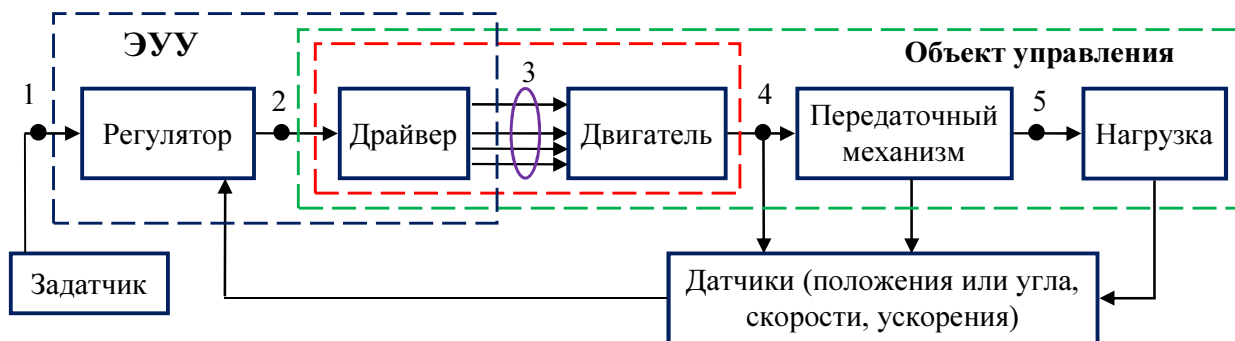 ЭУУ
Объект управления
1
2
3
4
5
Регулятор
Драйвер
Двигатель
Передаточный
механизм
Нагрузка
Задатчик
Датчики (положения или угла,
скорости, ускорения)